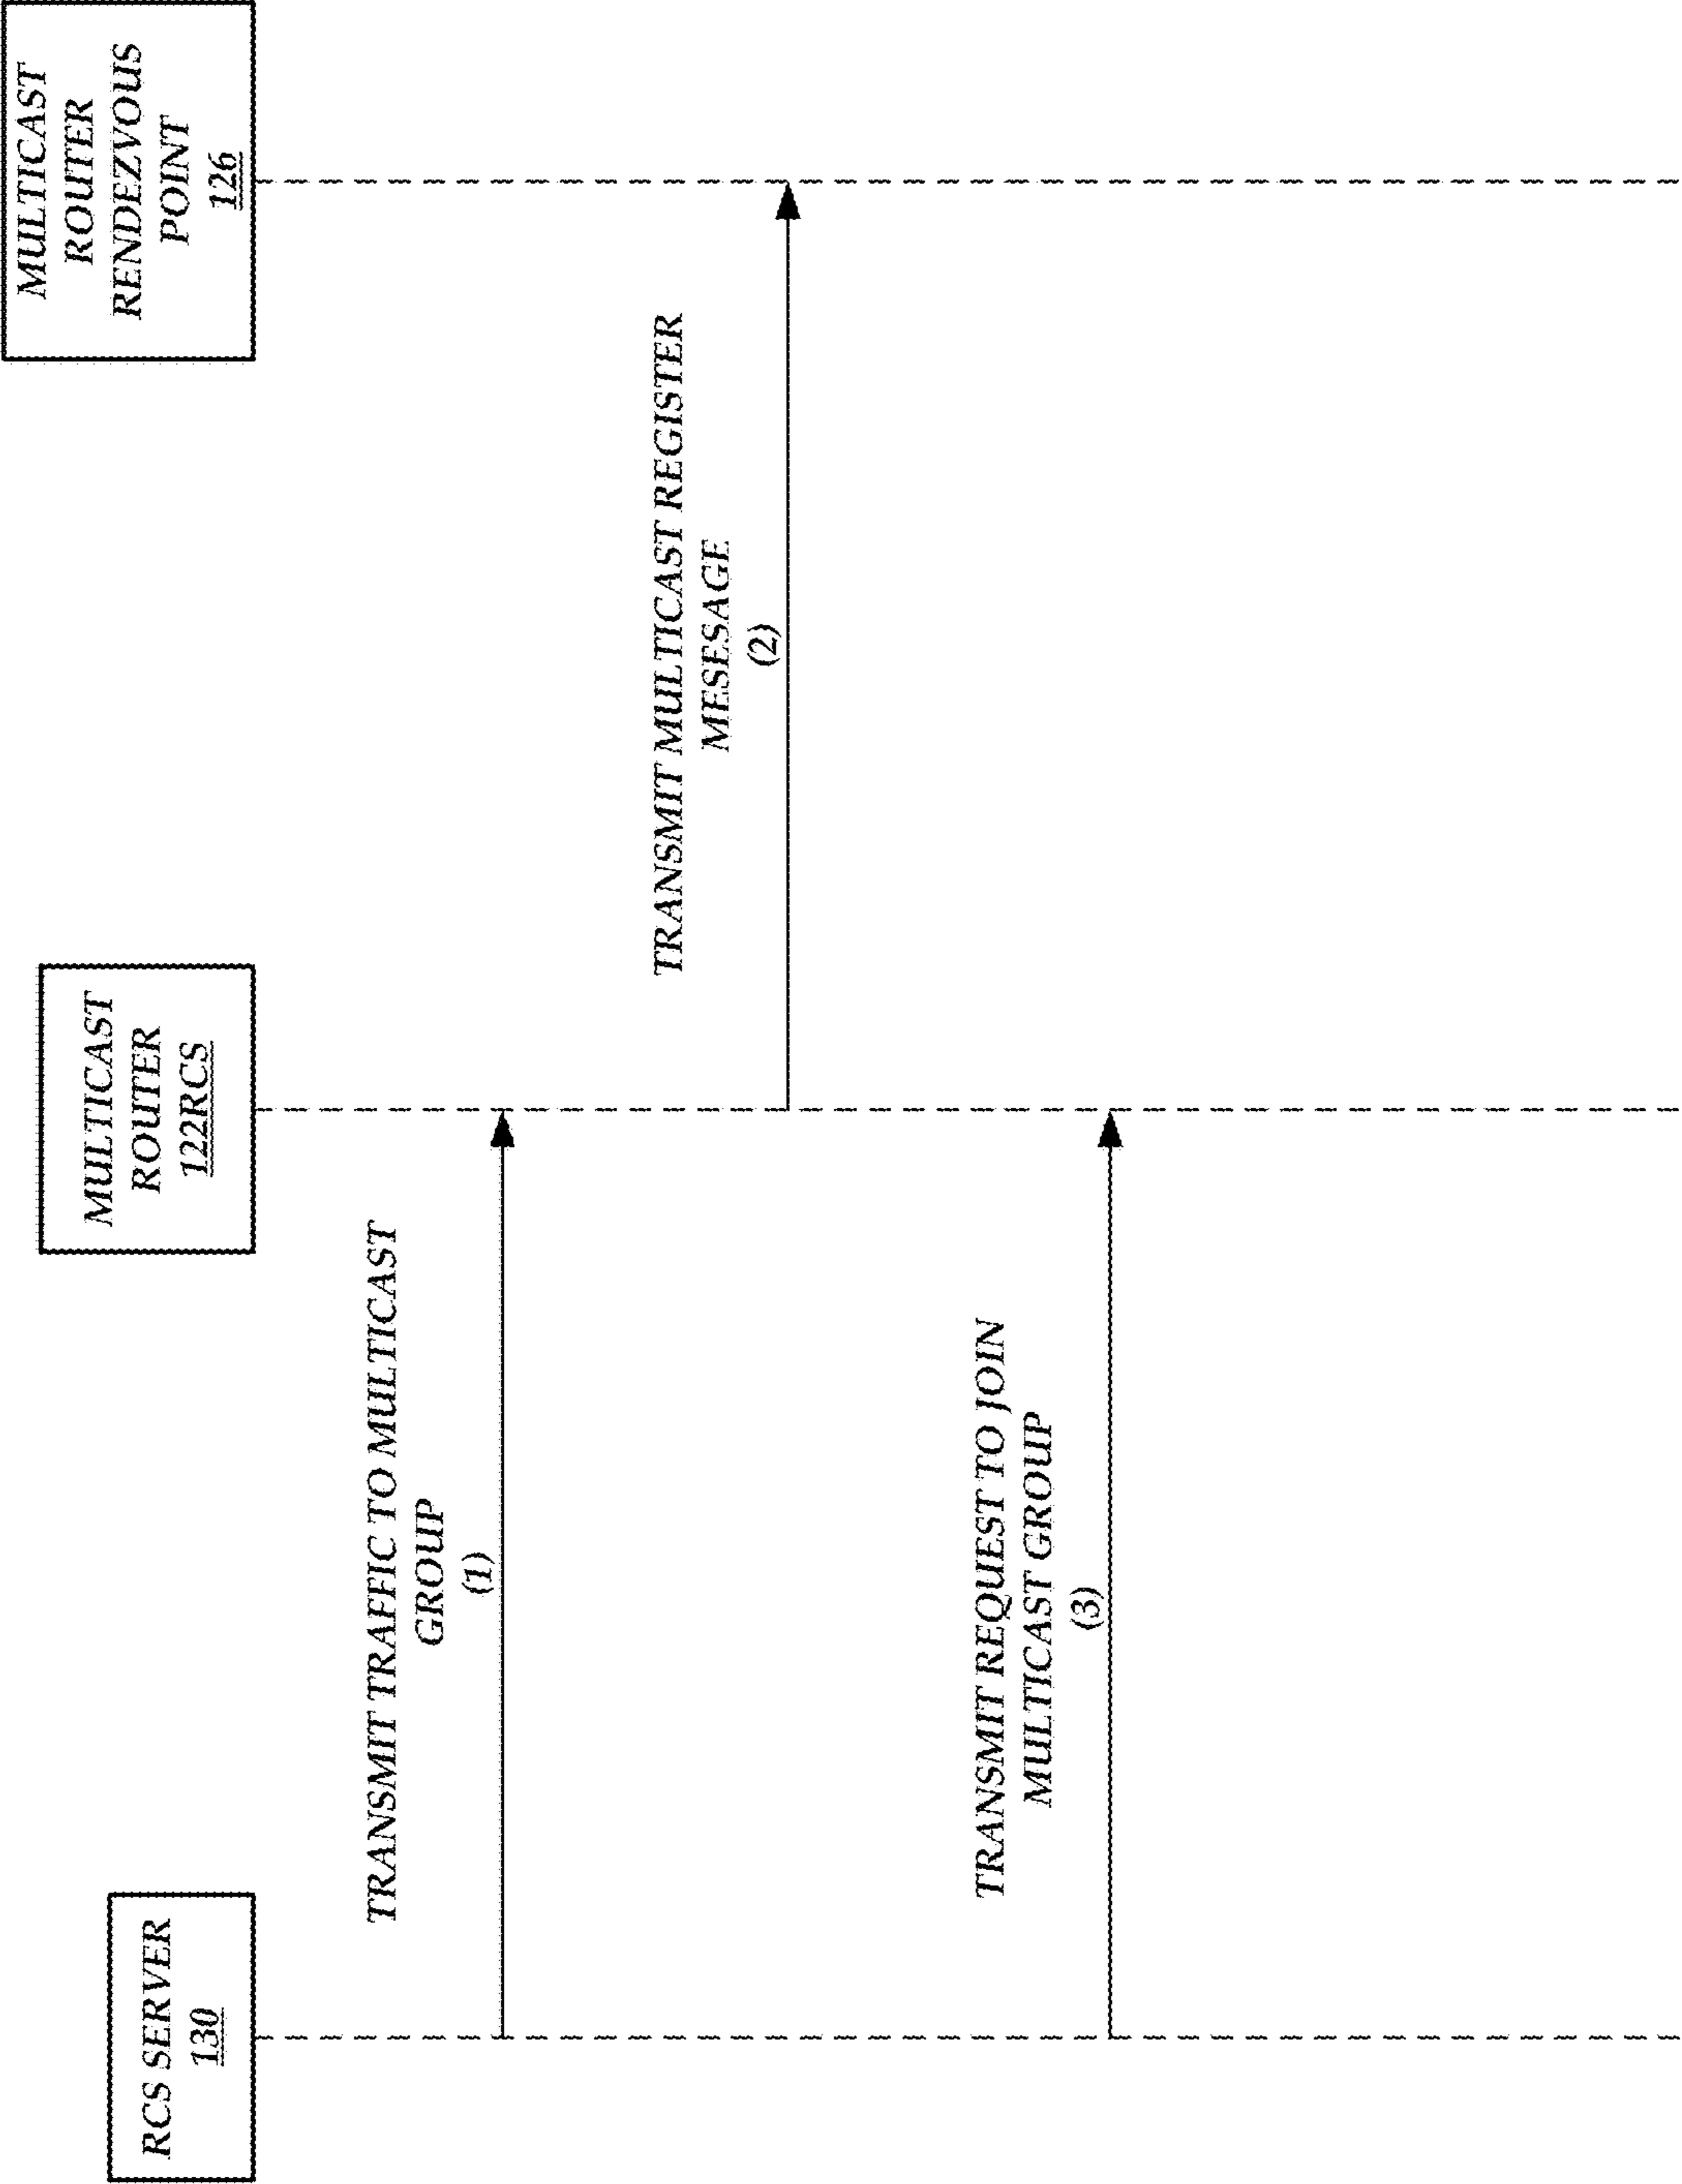 RCS SERVER
130
MULTICAST
ROUTER
122RCS
MULTICAST
ROUTER
RENDEZVOUS
POINT
126
TRANSMIT TRAFFIC TO MULTICAST
GROUP
(1)
TRANSMIT MULTICAST REGISTER
MESESAGE
(2)
TRANSMIT REQUEST TO JOIN
MULTICAST GROUP
(3)